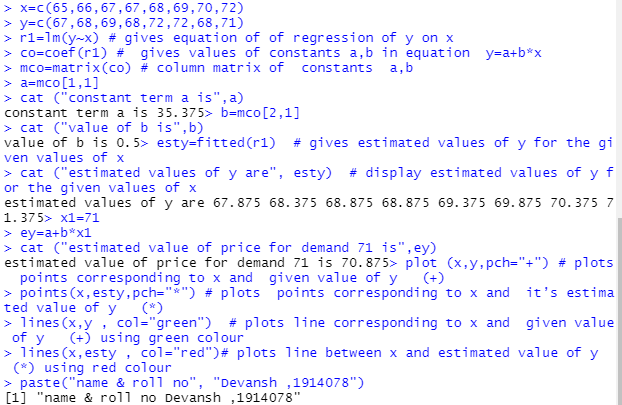 > x=c(65,66,67,67,68,69,70,72)
> y=c(67,68,69,68,72,72,68,71)
> r1=lm(y~x) # gives equation of of regression of y on x
> co=coef(r1) #  gives values of constants a,b in equation  y=a+b*x
> mco=matrix(co) # column matrix of  constants  a,b
> a=mco[1,1]
> cat ("constant term a is",a)
constant term a is 35.375> b=mco[2,1]
> cat ("value of b is",b)
value of b is 0.5> esty=fitted(r1)  # gives estimated values of y for the gi
ven values of x
> cat ("estimated values of y are", esty)  # display estimated values of y f
or the given values of x
estimated values of y are 67.875 68.375 68.875 68.875 69.375 69.875 70.375 7
1.375> x1=71
> ey=a+b*x1
> cat ("estimated value of price for demand 71 is",ey)
estimated value of price for demand 71 is 70.875> plot (x,y,pch="+") # plots
 points corresponding to x and  given value of y   (+)
> points(x,esty,pch="*") # plots  points corresponding to x and  it's estima
ted value of y   (*)
> lines(x,y , col="green")  # plots line corresponding to x and  given value
 of y   (+) using green colour
> lines(x,esty , col="red")# plots line between x and estimated value of y
 (*) using red colour
> paste("name & roll no", "Devansh ,1914078")
[1] "name & roll no Devansh ,1914078"